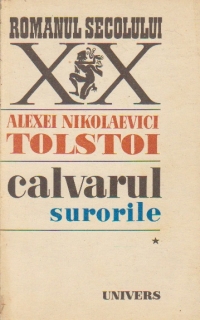 ROMANUL SECOLULUI
XX
ALEXEI NIKOLAEVICI
TOLSTOI
calvarul
surorile
*
UNIVERS